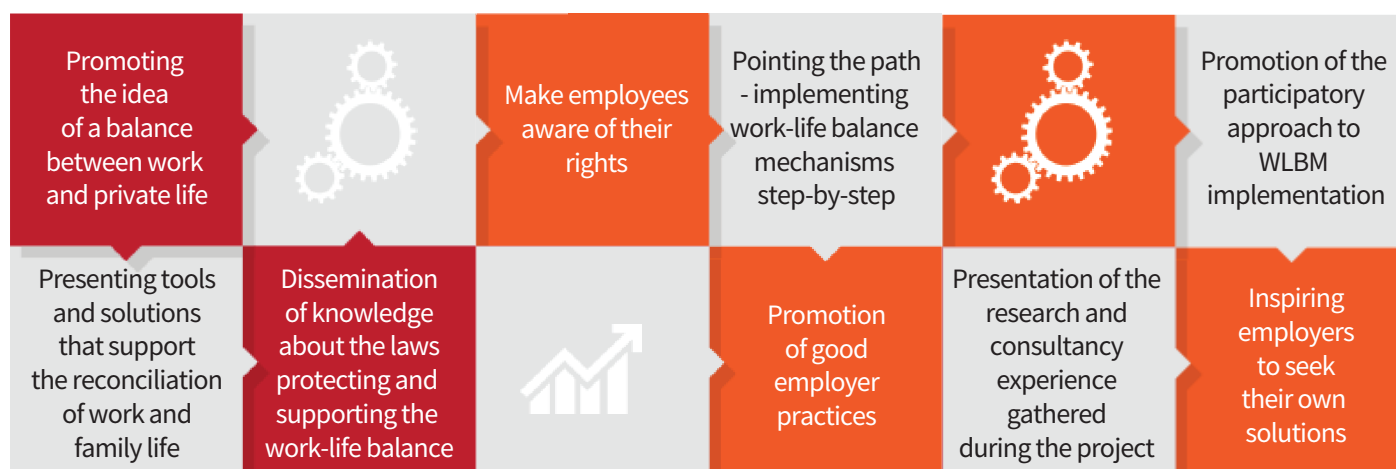 Promoting
the idea
of a balance
between work
and private life
Make employees
aware of their
rights
Pointing the path
- implementing
work-life balance
mechanisms
step-by-step
Promotion of the
participatory
approach to
WLBM
implementation
Presenting tools
and solutions
that support
the reconciliation
of work and
family life
Dissemination
of knowledge
about the laws
protecting and
supporting the
work-life balance
Promotion
of good
employer
practices
Presentation of the
research and
consultancy
experience
gathered
during the project
Inspiring
employers
to seek
their own
solutions